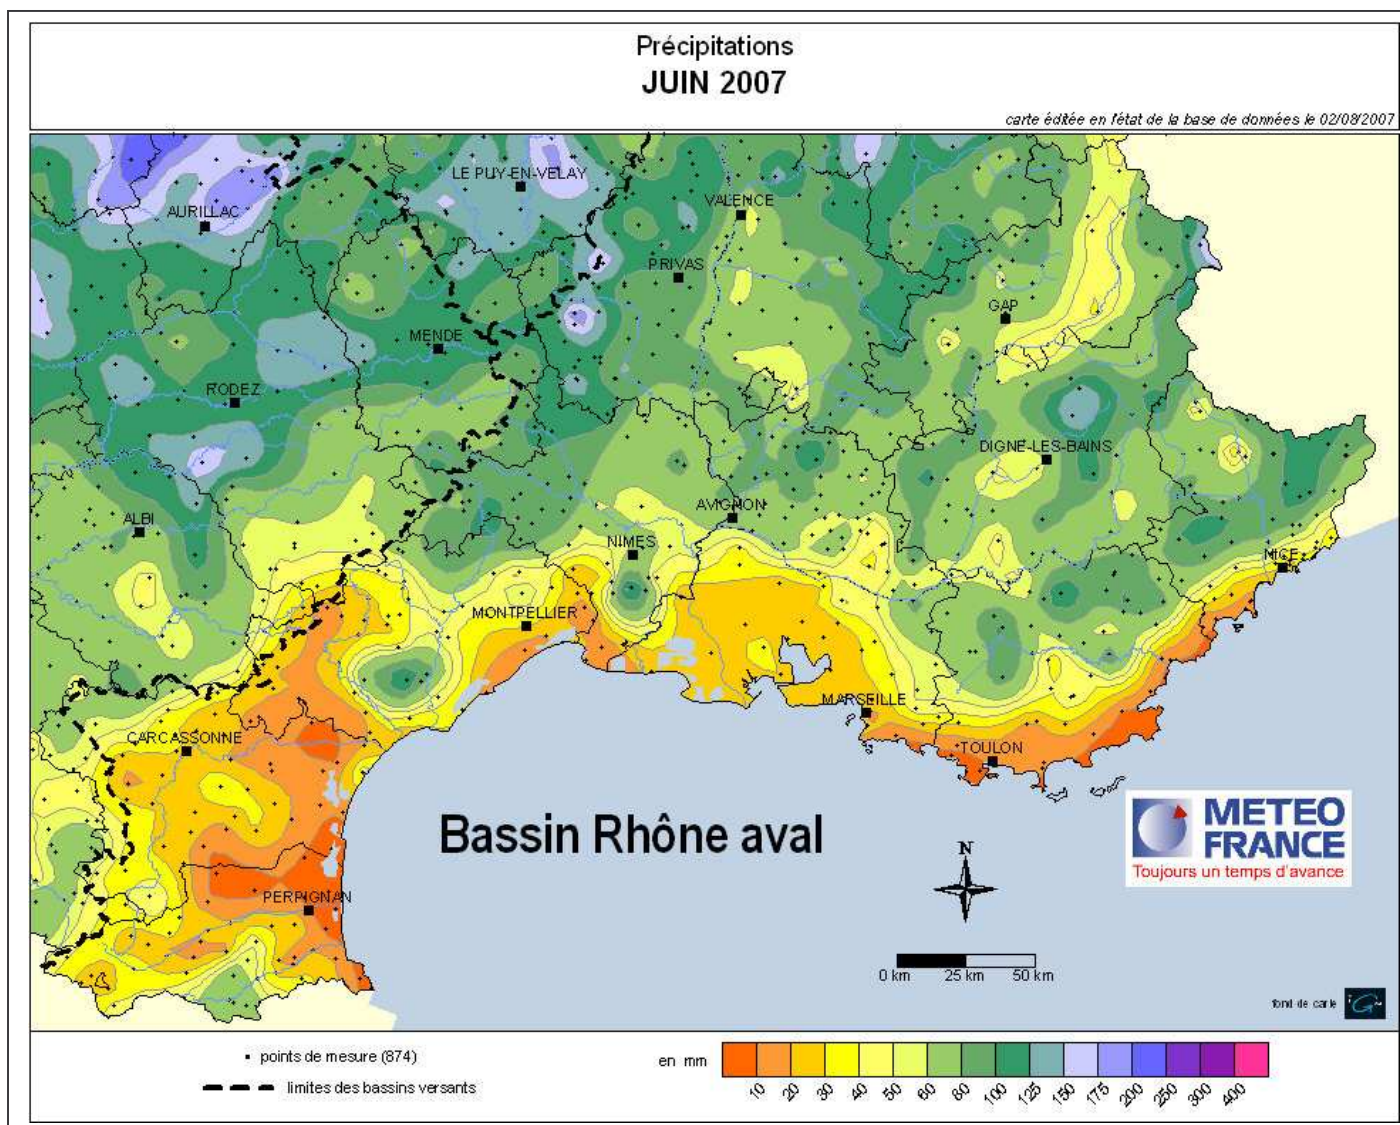 Précipitations
JUIN 2007
carte éditée en l'état de la base de données le 02/08/2007
LE PUY-EN-VELAY
AURILLAC
VALENCE
PRIVAS
GAP
MENDE
RODEZ
DIGNE-LES-BAINS
AVIGNON
ALBI
NIMES
NICE
MONTPELLIER
MARSEILLE
CARCASSONNE
TOULON
Bassin Rhône aval
METEO
FRANCE
Toujours un temps d'avance
N
PERPIGNAN
0 km 25 km 50 km
fond de carte
points de mesure (874)
en mm
limites des bassins versants
10 20 30 40 50 60 80 100 125 150 175 200 250 300 400